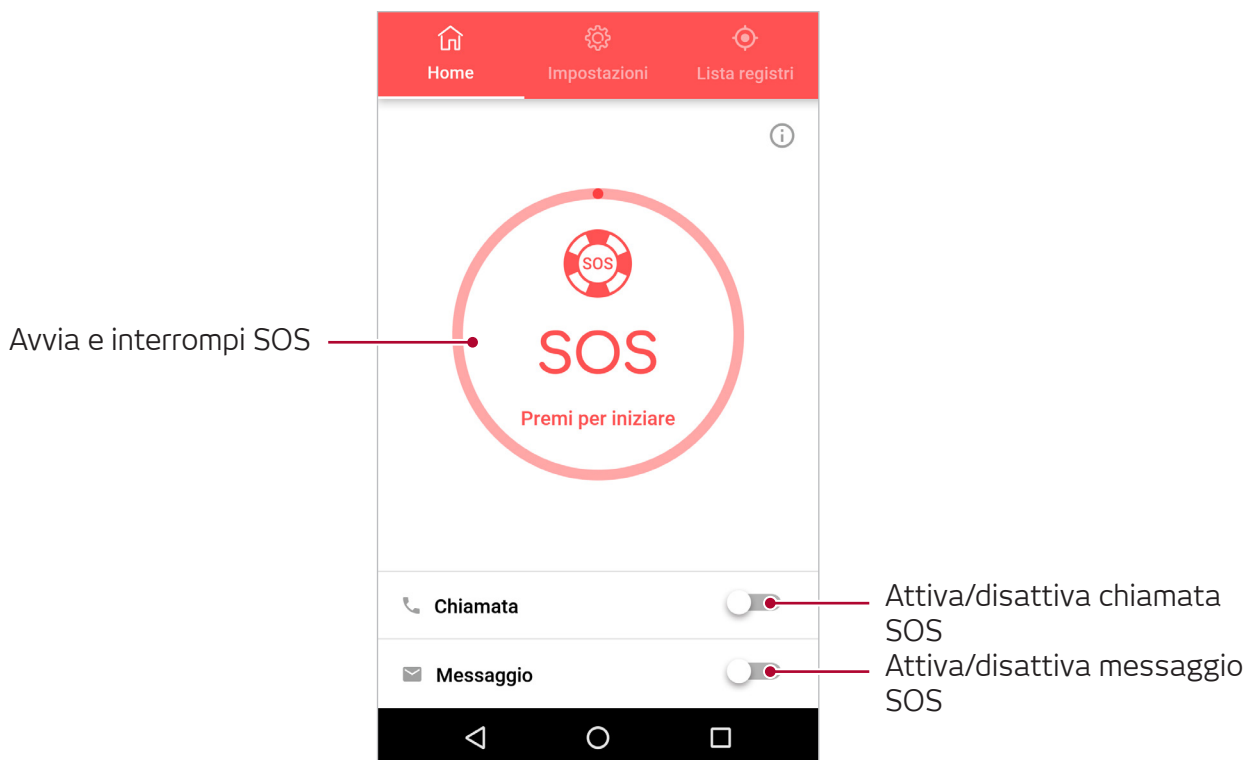 Home Impostazioni Lista registri
SOS
Avvia e interrompi SOS
SOS
Premi per iniziare
Chiamata
Attiva/disattiva chiamata
SOS
Messaggio
Attiva/disattiva messaggio
SOS